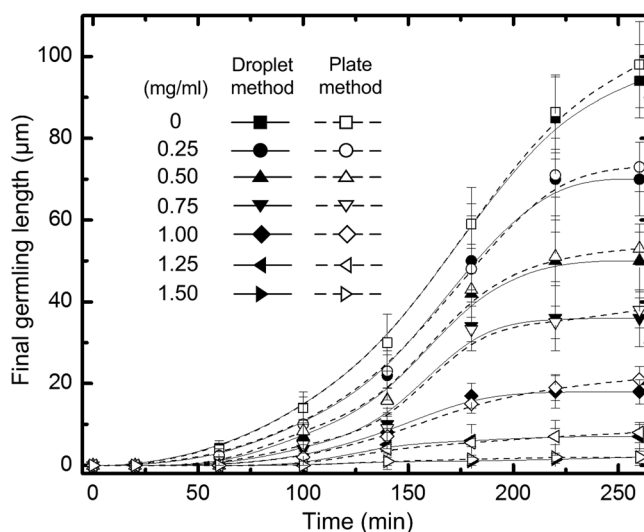 100
80
60
40
20
0
Final germling length (µm)
Droplet Plate
(mg/ml) method method
0
0.25
0.50
0.75
1.00
1.25
1.50
0 50 100 150 200 250
Time (min)